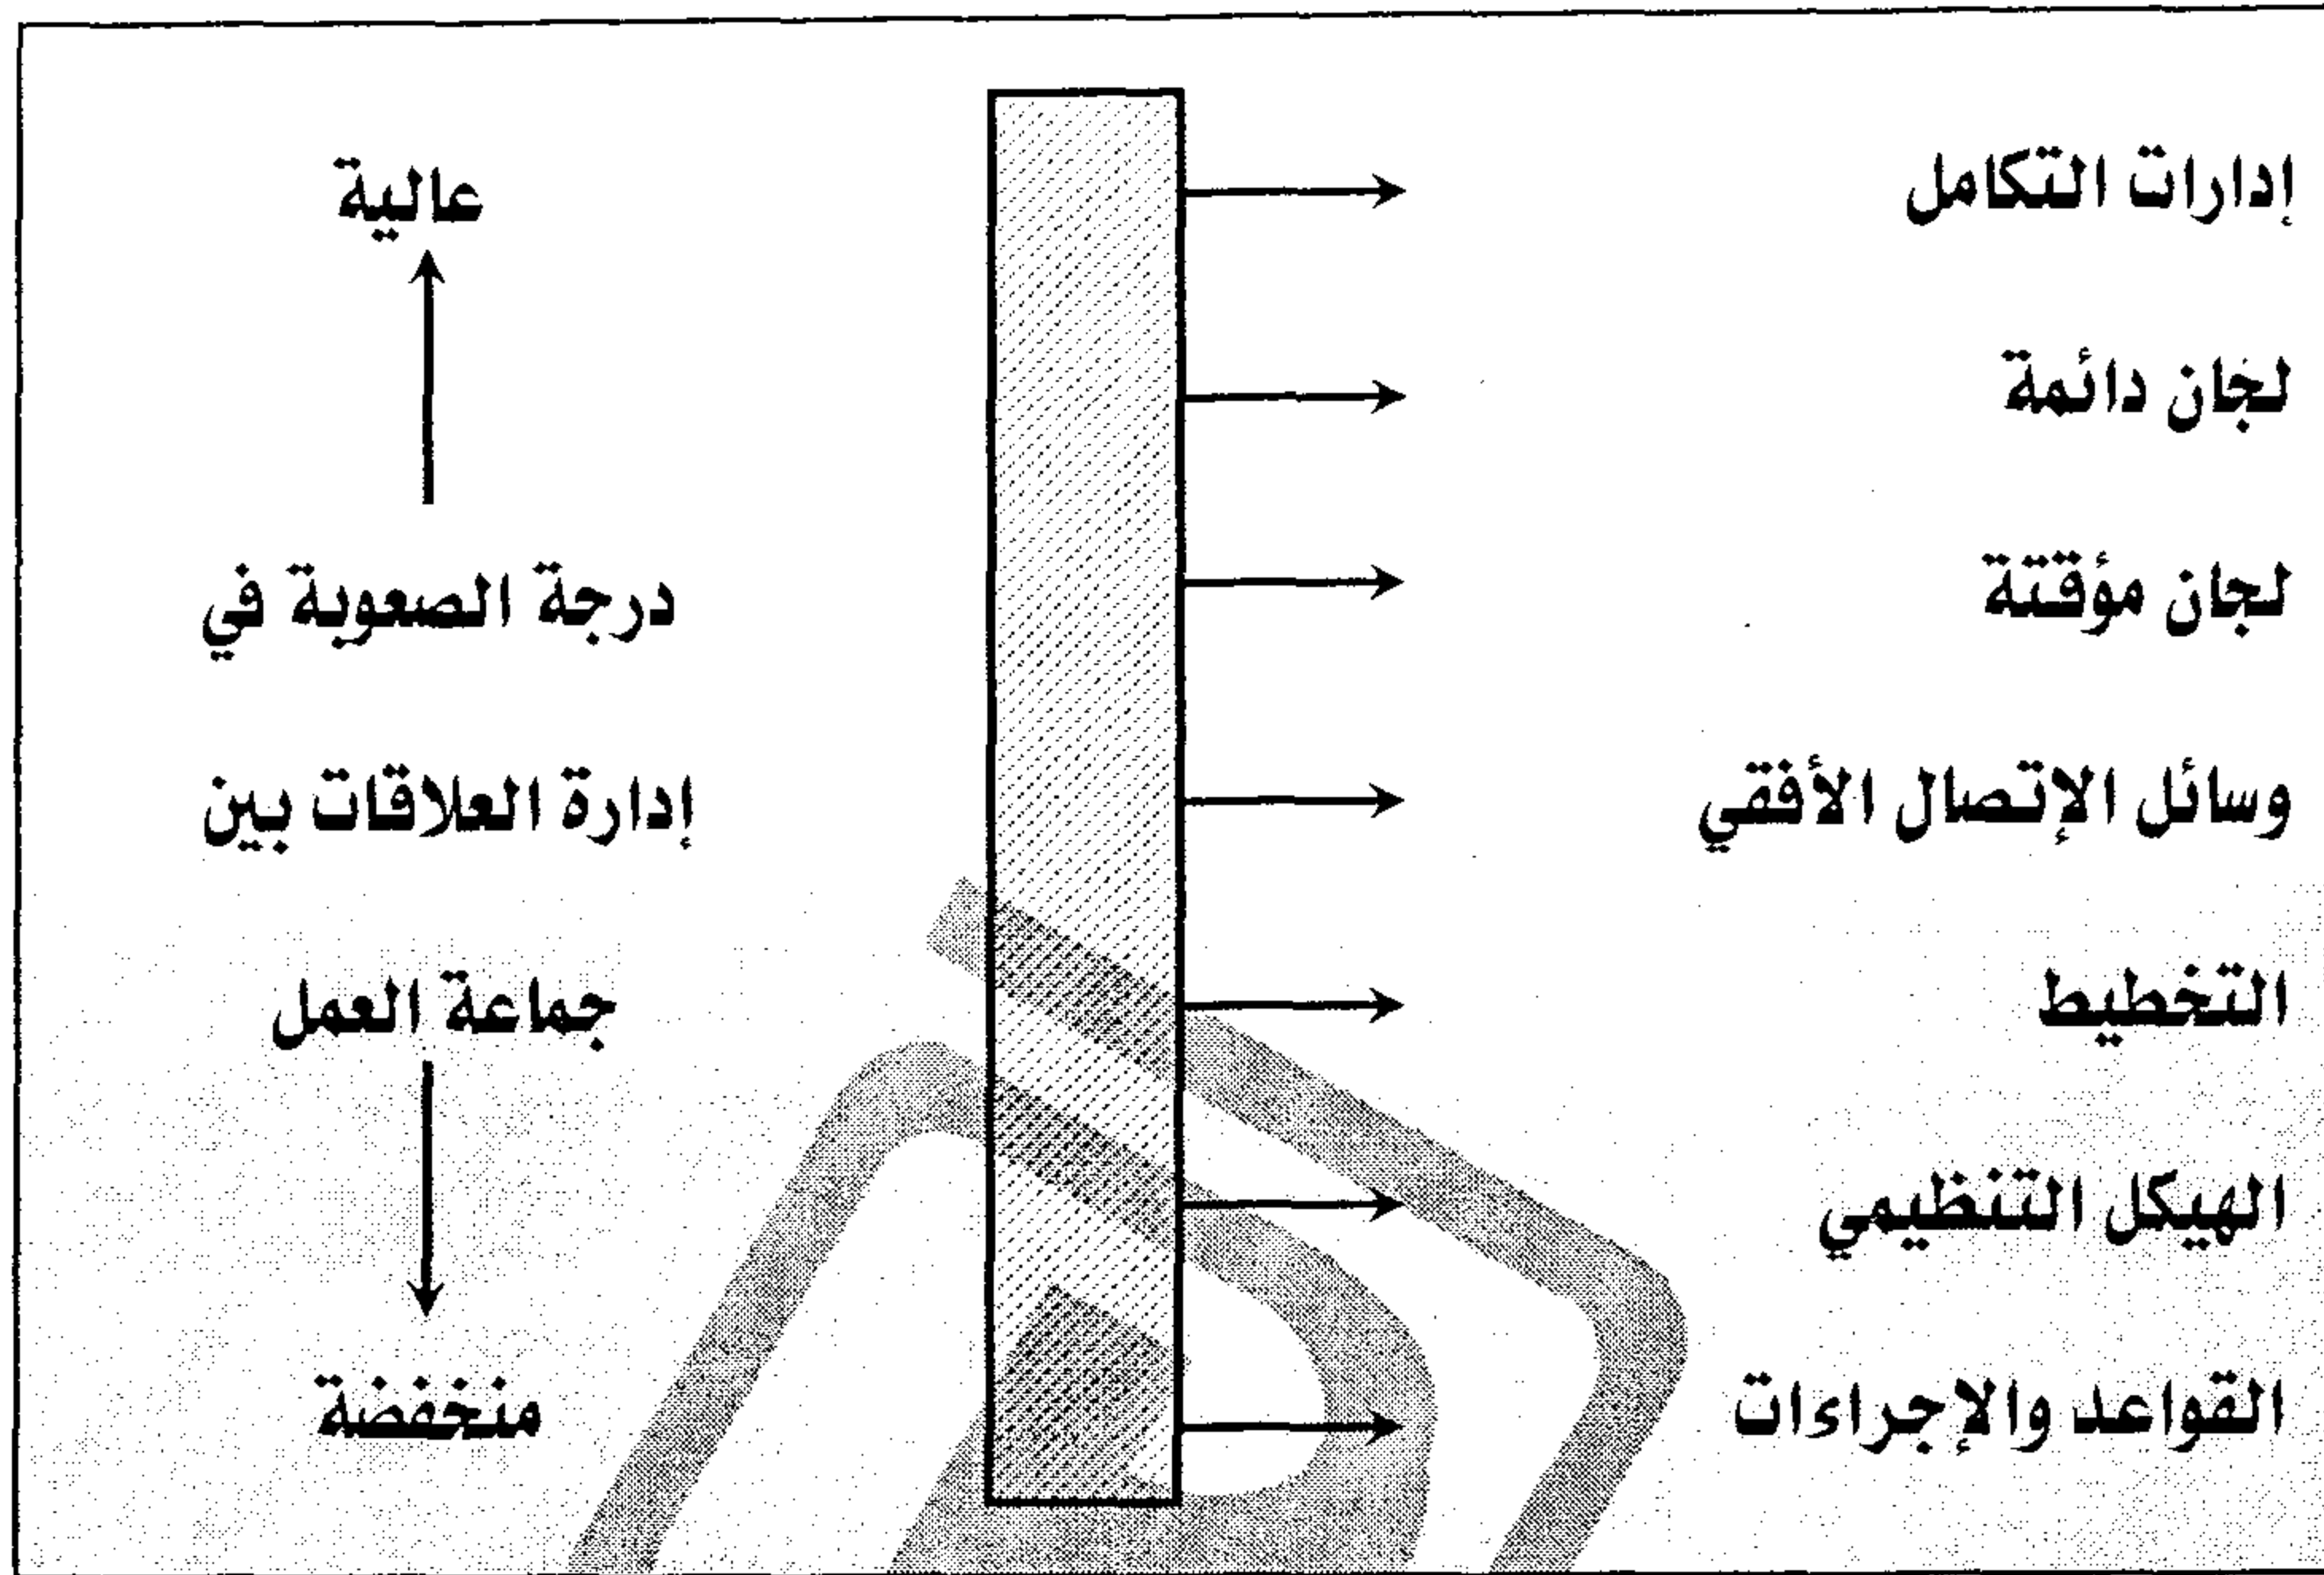 إدارات التكامل
لجان دائمة
لجان مؤقتة
وسائل الإتصال الأفقي
التخطيط
الهيكل التنظيمي
القواعد والإجراءات
عالية
درجة الصعوبة في
إدارة العلاقات بين
جماعة العمل
منخفضة